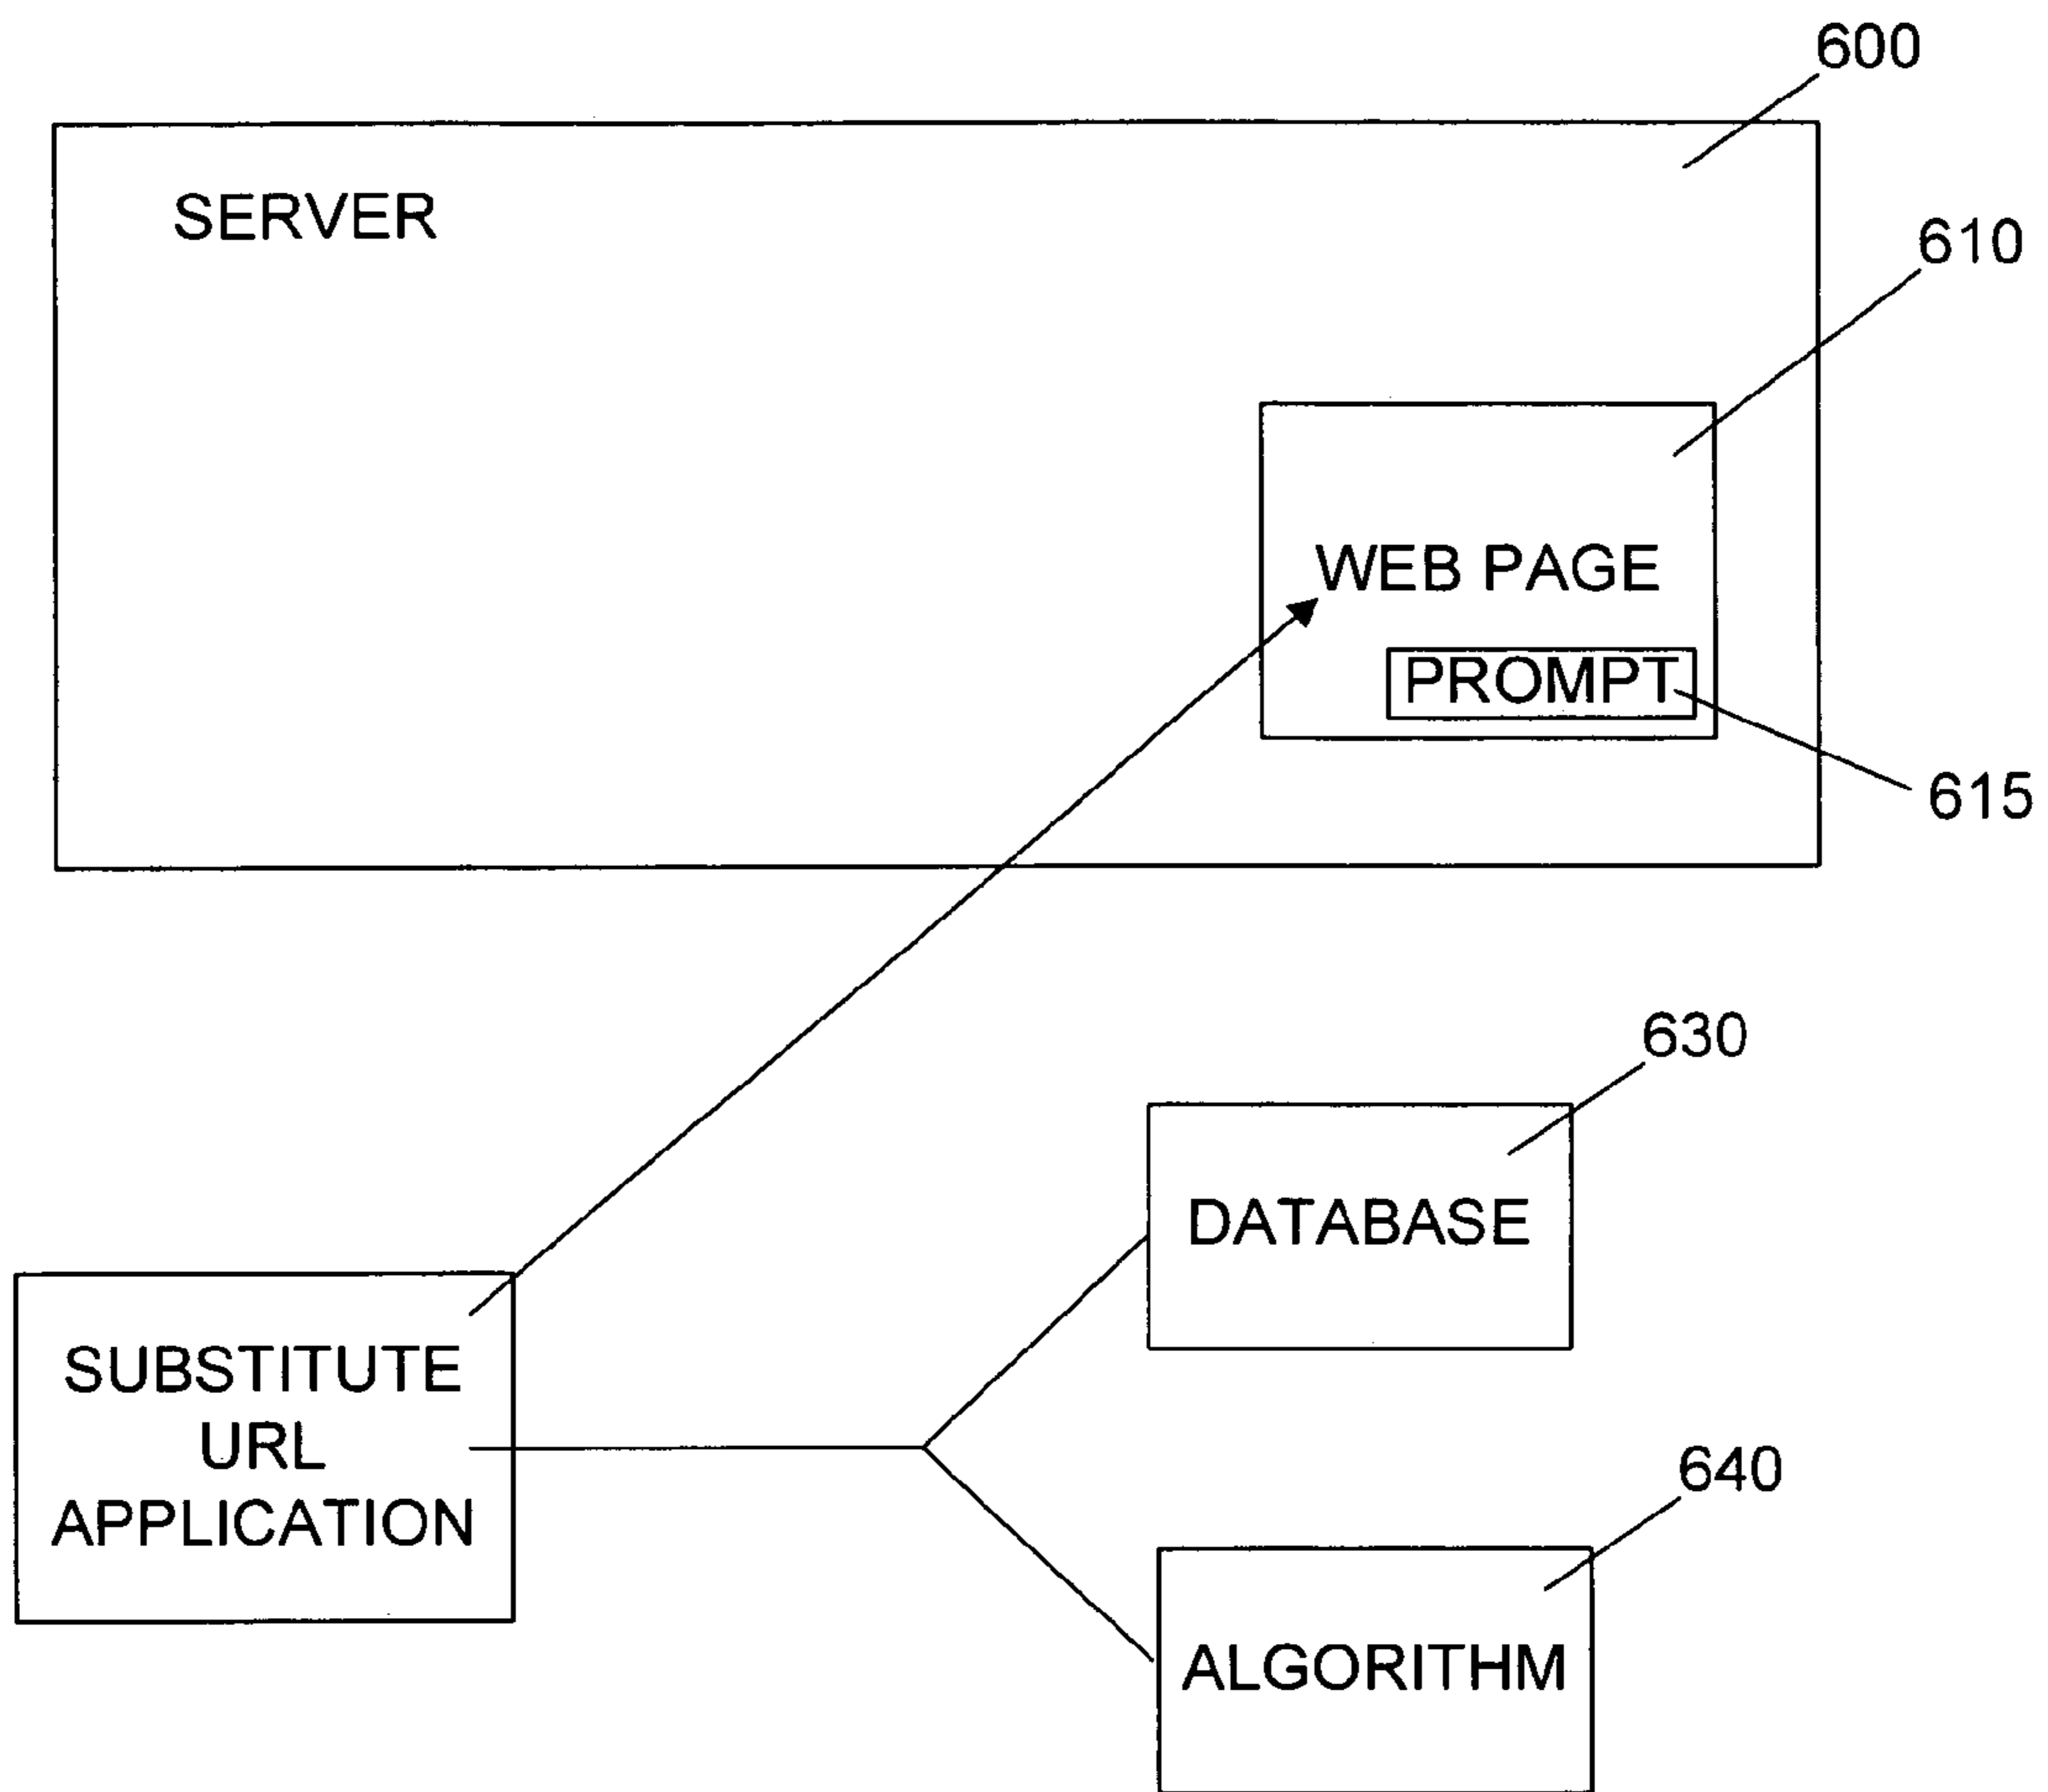 600
SERVER
610
WEB PAGE
PROMPT
615
630
DATABASE
SUBSTITUTE
URL
APPLICATION
640
ALGORITHM